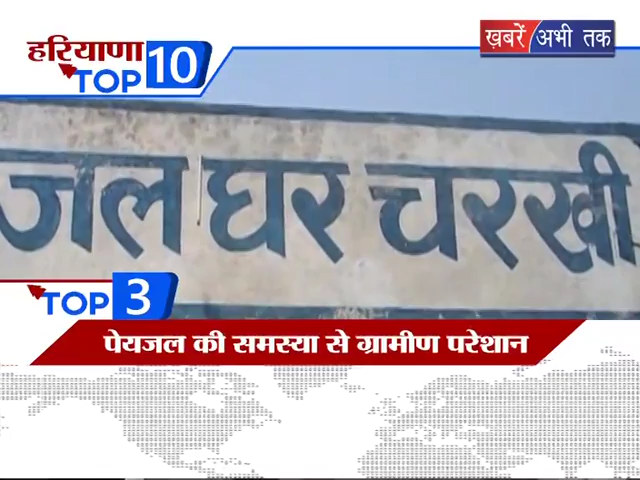 हरियाणा
TOP 10
ख़बरें अभी तक
जल घर चरखी
TOP 3
पेयजल की समस्या से ग्रामीण परेशान